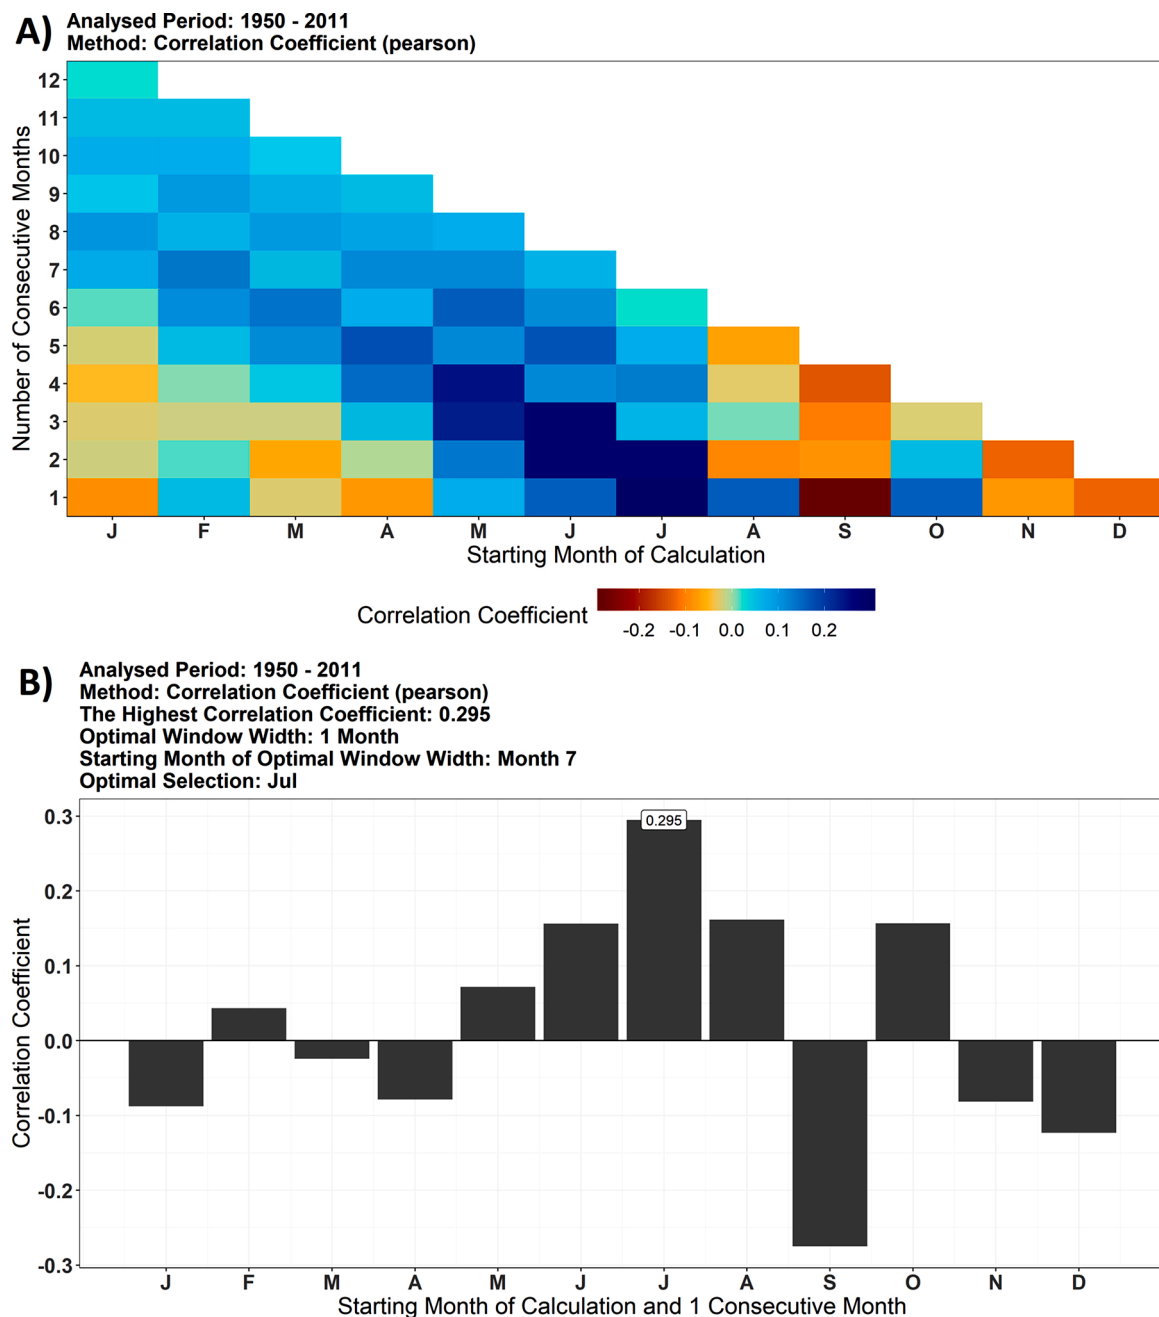 A)
Analysed Period: 1950 - 2011
Method: Correlation Coefficient (pearson)
Number of Consecutive Months
12
11
10
9
8
7
6
5
4
3
2
1
J F M A M J J A S O N D
Starting Month of Calculation
Correlation Coefficient
-0.2 -0.1 0.0 0.1 0.2
B)
Analysed Period: 1950 - 2011
Method: Correlation Coefficient (pearson)
The Highest Correlation Coefficient: 0.295
Optimal Window Width: 1 Month
Starting Month of Optimal Window Width: Month 7
Optimal Selection: Jul
Correlation Coefficient
0.3
0.295
0.2
0.1
0.0
-0.1
-0.2
-0.3
J F M A M J J A S O N D
Starting Month of Calculation and 1 Consecutive Month